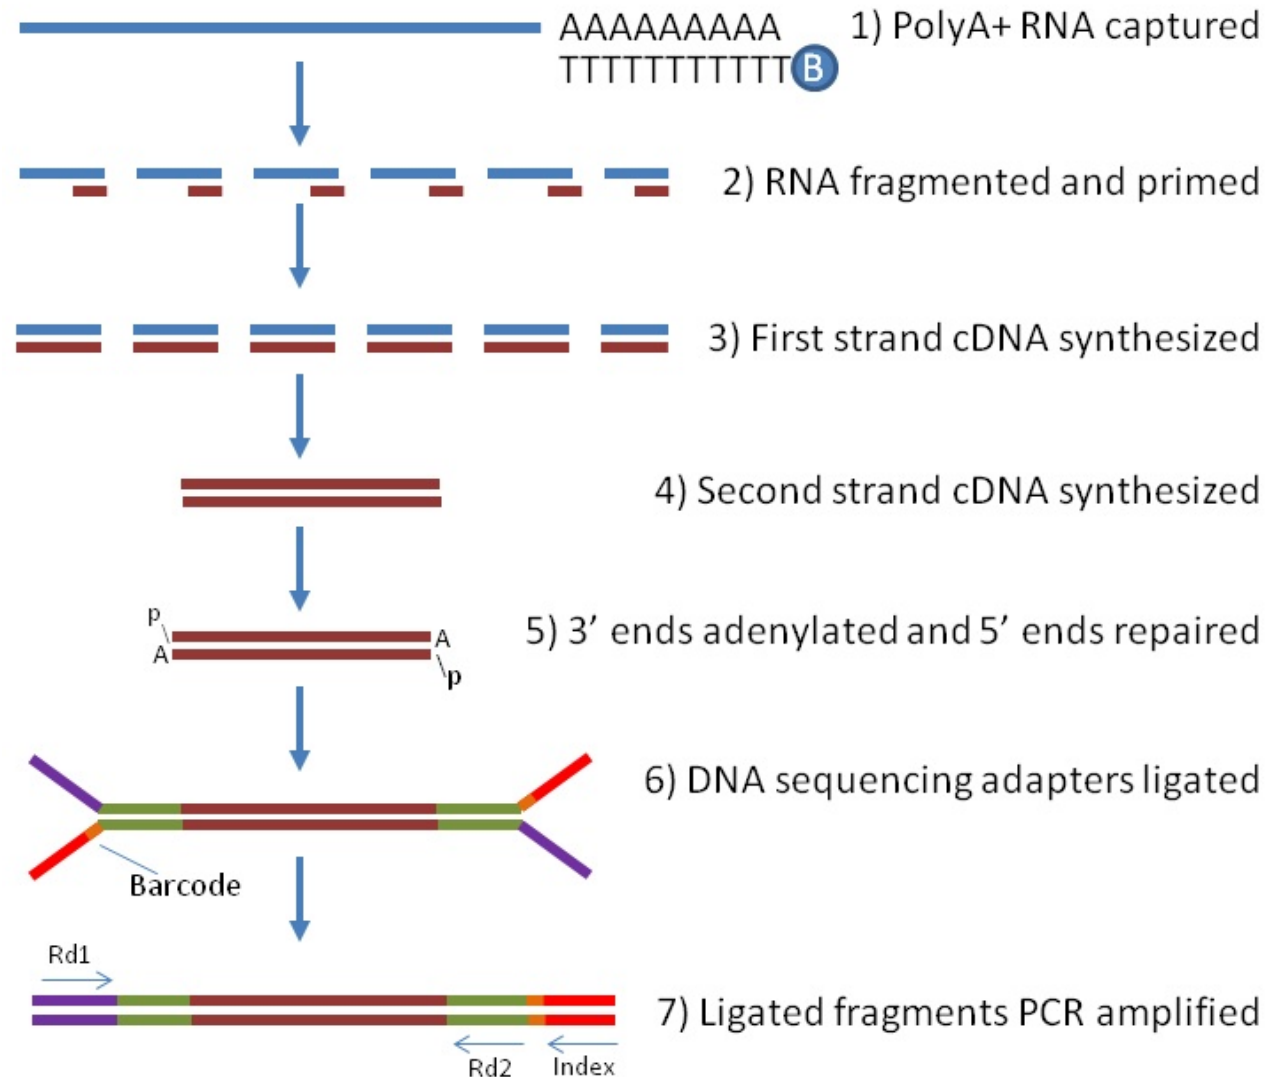 AAAAAAAAA 1) PolyA+ RNA captured
TTTTTTTTTTT B
2) RNA fragmented and primed
3) First strand cDNA synthesized
4) Second strand cDNA synthesized
p
A
A
p
5) 3’ ends adenylated and 5’ ends repaired
6) DNA sequencing adapters ligated
Barcode
Rd1
7) Ligated fragments PCR amplified
Rd2
Index